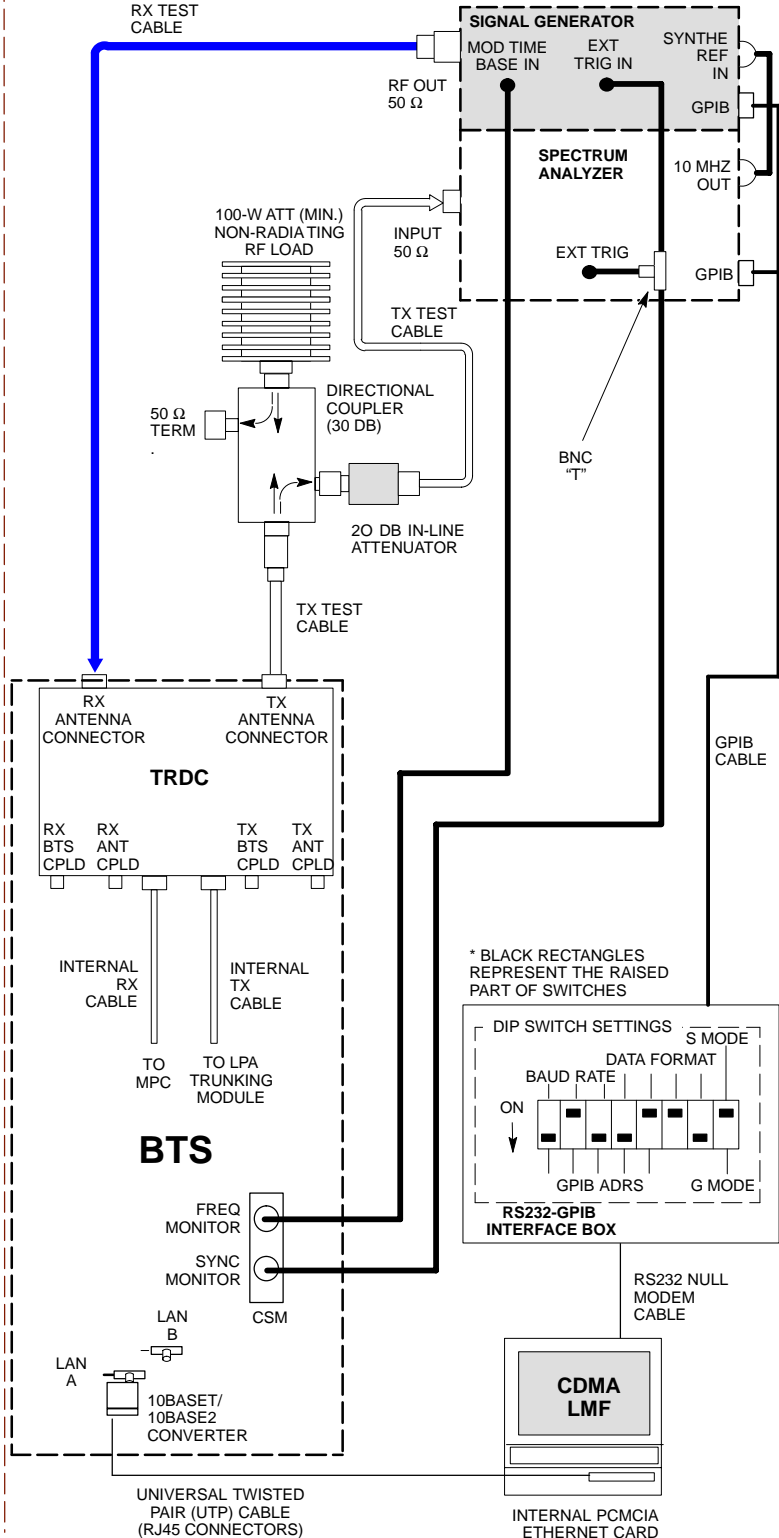 RX TEST
CABLE
SIGNAL GENERATOR
MOD TIME
BASE IN
EXT
TRIG IN
SYNTHE
REF
IN
RF OUT
50 Ω
GPIB
SPECTRUM
ANALYZER
10 MHZ
OUT
100-W ATT (MIN.)
NON-RADIA TING
RF LOAD
INPUT
50 Ω
EXT TRIG
GPIB
TX TEST
CABLE
50 Ω
TERM
.
DIRECTIONAL
COUPLER
(30 DB)
BNC
“T”
2O DB IN-LINE
ATTENUATOR
TX TEST
CABLE
RX
ANTENNA
CONNECTOR
TX
ANTENNA
CONNECTOR
TRDC
GPIB
CABLE
RX
BTS
CPLD
RX
ANT
CPLD
TX
BTS
CPLD
TX
ANT
CPLD
INTERNAL
RX
CABLE
INTERNAL
TX
CABLE
TO
MPC
TO LPA
TRUNKING
MODULE
* BLACK RECTANGLES
REPRESENT THE RAISED
PART OF SWITCHES
DIP SWITCH SETTINGS
S MODE
DATA FORMAT
BAUD RATE
ON
GPIB ADRS
G MODE
RS232-GPIB
INTERFACE BOX
BTS
FREQ
MONITOR
SYNC
MONITOR
CSM
RS232 NULL
MODEM
CABLE
LAN
B
LAN
A
10BASET/
10BASE2
CONVERTER
CDMA
LMF
UNIVERSAL TWISTED
PAIR (UTP) CABLE
(RJ45 CONNECTORS)
INTERNAL PCMCIA
ETHERNET CARD